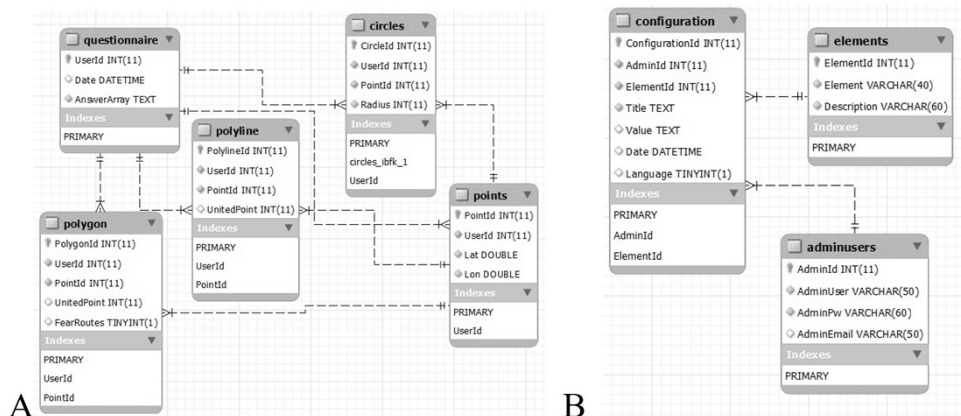 questionnaire
UserId INT(11)
Date DATETIME
AnswerArray TEXT
Indexes
PRIMARY
circles
CircleId INT(11)
UserId INT(11)
PointId INT(11)
Radius INT(11)
Indexes
PRIMARY
circles_ibfk_1
UserId
polyline
PolylineId INT(11)
UserId INT(11)
PointId INT(11)
UnitedPoint INT(11)
Indexes
PRIMARY
UserId
PointId
points
PointId INT(11)
UserId INT(11)
Lat DOUBLE
Lon DOUBLE
Indexes
PRIMARY
UserId
polygon
PolygonId INT(11)
UserId INT(11)
PointId INT(11)
UnitedPoint INT(11)
FearRoutes TINYINT(1)
Indexes
PRIMARY
UserId
PointId
A
configuration
ConfigurationId INT(11)
AdminId INT(11)
ElementId INT(11)
Title TEXT
Value TEXT
Date DATETIME
Language TINYINT(1)
Indexes
PRIMARY
AdminId
ElementId
elements
ElementId INT(11)
Element VARCHAR(40)
Description VARCHAR(60)
Indexes
PRIMARY
adminusers
AdminId INT(11)
AdminUser VARCHAR(50)
AdminPw VARCHAR(60)
AdminEmail VARCHAR(50)
Indexes
PRIMARY
B